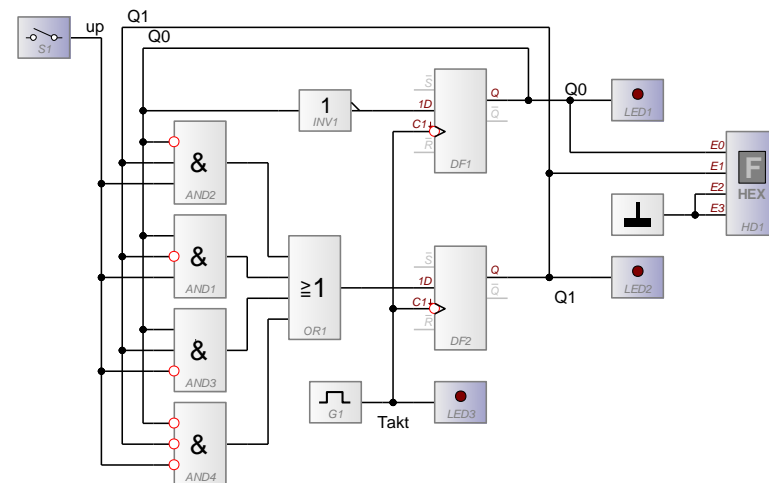 Q1
up
Q0
S1
1
INV1
S
1D
C1
R
Q
Q
DF1
Q0
LED1
E0
E1
E2
E3
F
HEX
HD1
&
AND2
&
AND1
≧1
OR1
S
1D
C1
R
Q
Q
DF2
Q1
LED2
&
AND3
G1
Takt
LED3
&
AND4